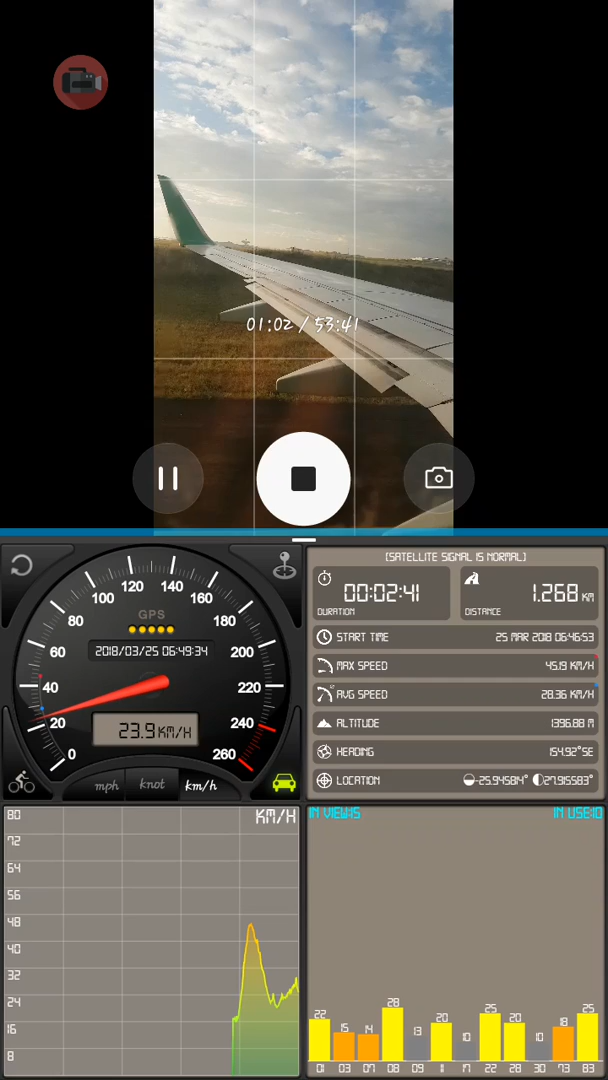 01:02 / 53:41
[SATELLITE SIGNAL IS NORMAL]
00:02:41
DURATION
1.268 KM
DISTANCE
START TIME 25 MAR 2018 06:46:53
MAX SPEED 45.19 KM/H
AVG SPEED 28.36 KM/H
ALTITUDE 1396.88 M
HEADING 154.92°SE
LOCATION -25.945814° 27.915583°
0 20 40 60 80 100 120 140 160 180 200 220 240 260
GPS
2018/03/25 06:49:34
23.9 KM/H
mph knot km/h
KM/H
80
72
64
56
48
40
32
24
16
8
IN VIEW:15 IN USE:10
22 15 14 28 13 20 10 25 20 10 18 25
01 03 07 08 09 11 17 22 28 30 73 83